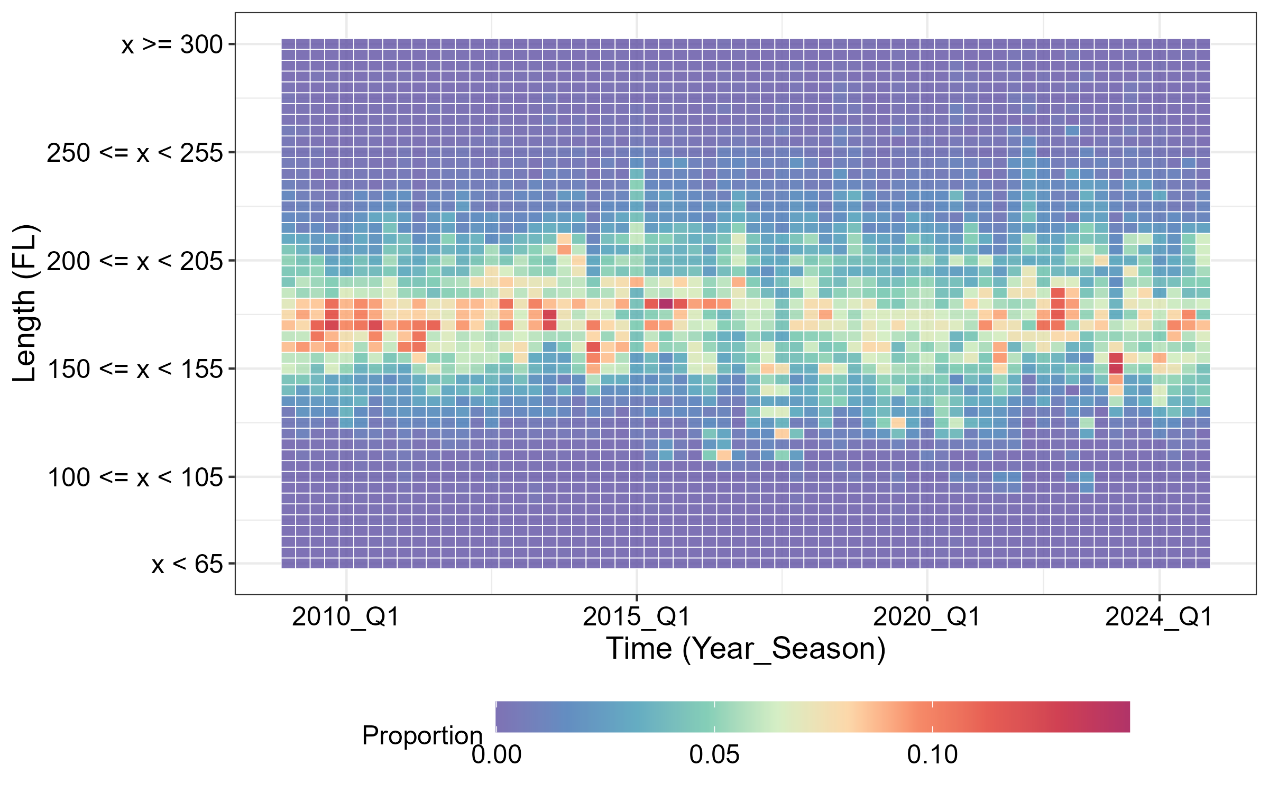 x >= 300
250 <= x < 255
200 <= x < 205
150 <= x < 155
100 <= x < 105
x < 65
Length (FL)
2010_Q1 2015_Q1 2020_Q1 2024_Q1
Time (Year_Season)
Proportion
0.00 0.05 0.10